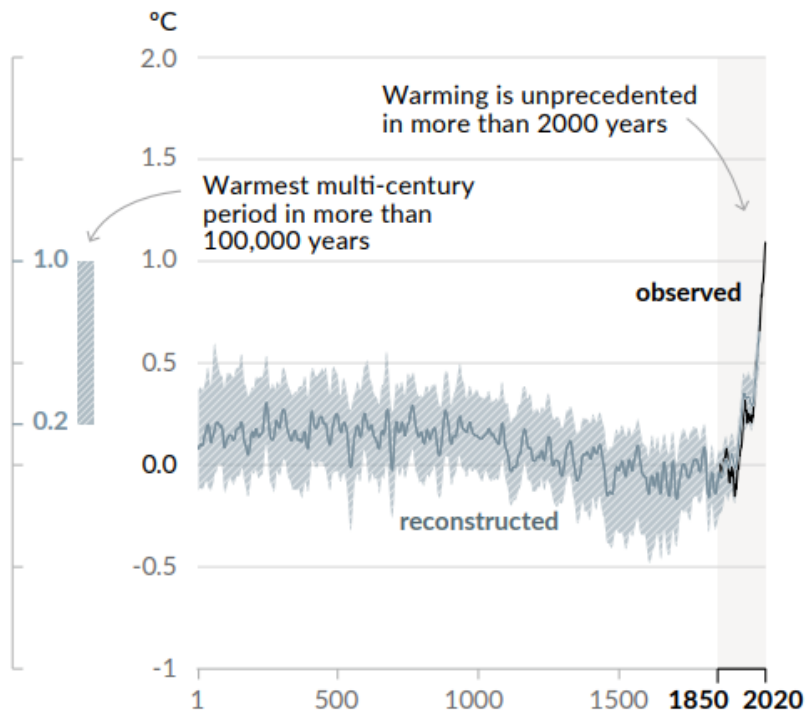 ºC
2.0
Warming is unprecedented
in more than 2000 years
1.5
Warmest multi-century
period in more than
100,000 years
1.0
1.0
observed
0.5
0.2
0.0
reconstructed
-0.5
-1
1 500 1000 1500 1850 2020